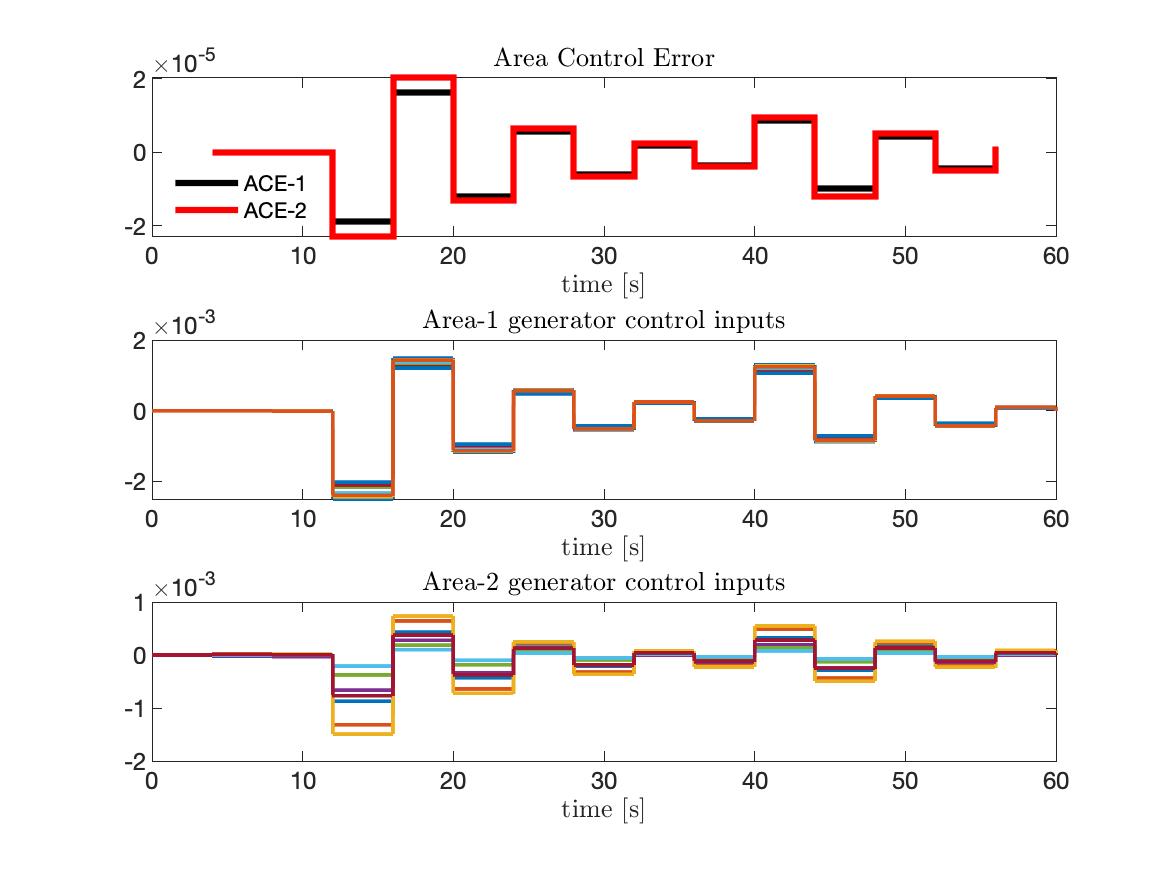 Area Control Error
×10-5
2
0
-2
ACE-1
ACE-2
0 10 20 30 40 50 60
time [s]
Area-1 generator control inputs
×10-3
2
0
-2
0 10 20 30 40 50 60
time [s]
Area-2 generator control inputs
×10-3
1
0
-1
-2
0 10 20 30 40 50 60
time [s]